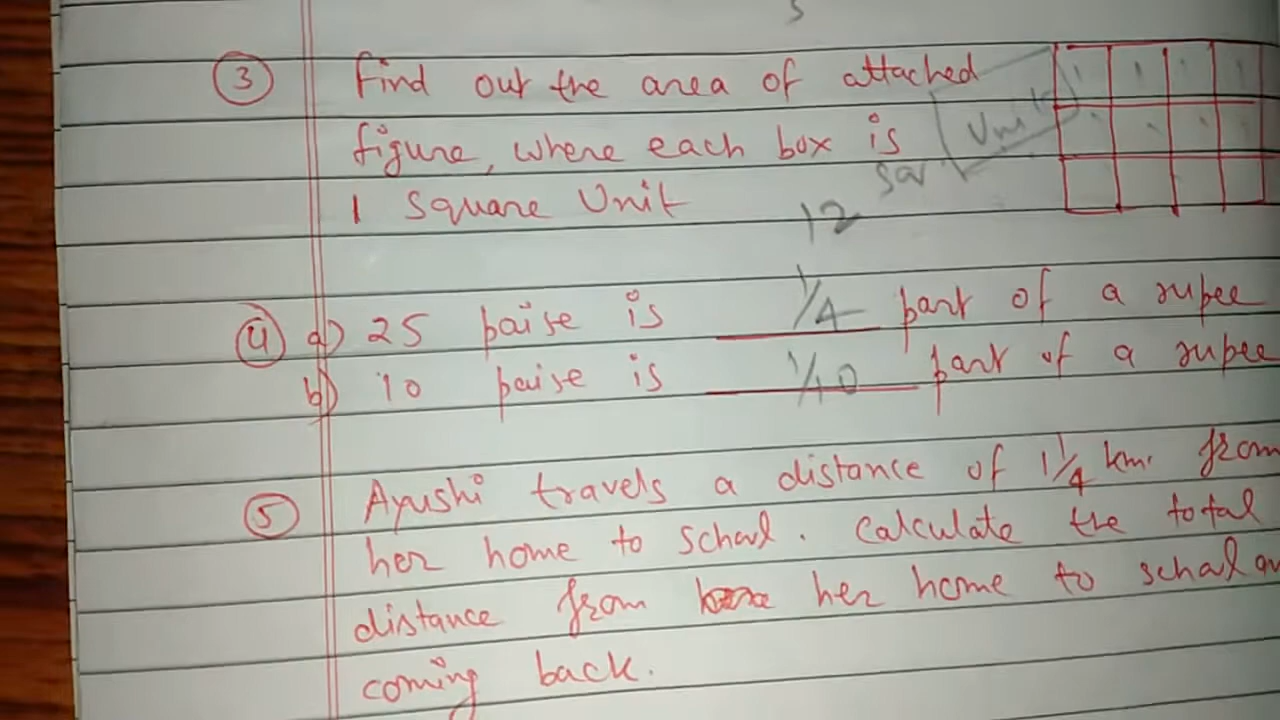 ③ Find out the area of attached
figure, where each box is
1 Square Unit
12 Sqr Unit
④ a) 25 paise is 1/4 part of a rupee
b) 10 paise is 1/10 part of a rupee
⑤ Ayushi travels a distance of 1 1/4 km. from
her home to school. Calculate the total
distance from her home to school an
coming back.